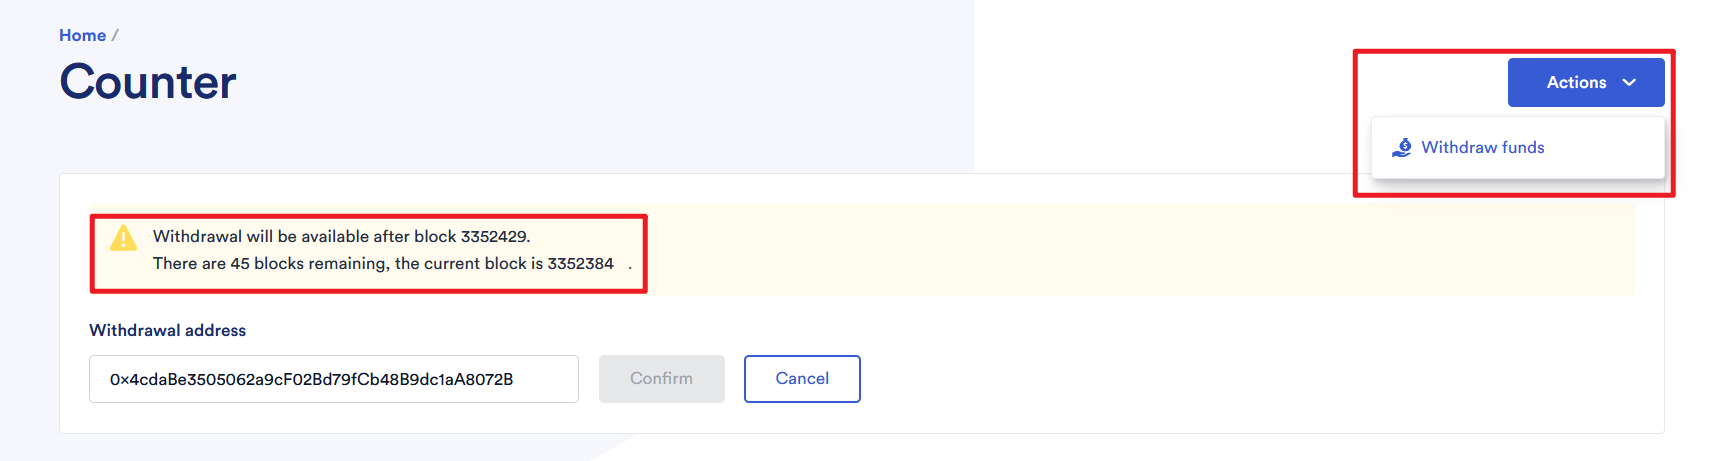 Home /
Counter
Actions
Withdraw funds
Withdrawal will be available after block 3352429.
There are 45 blocks remaining, the current block is 3352384 .
Withdrawal address
0x4cdaBe3505062a9cF02Bd79fCb48B9dc1aA8072B
Confirm
Cancel